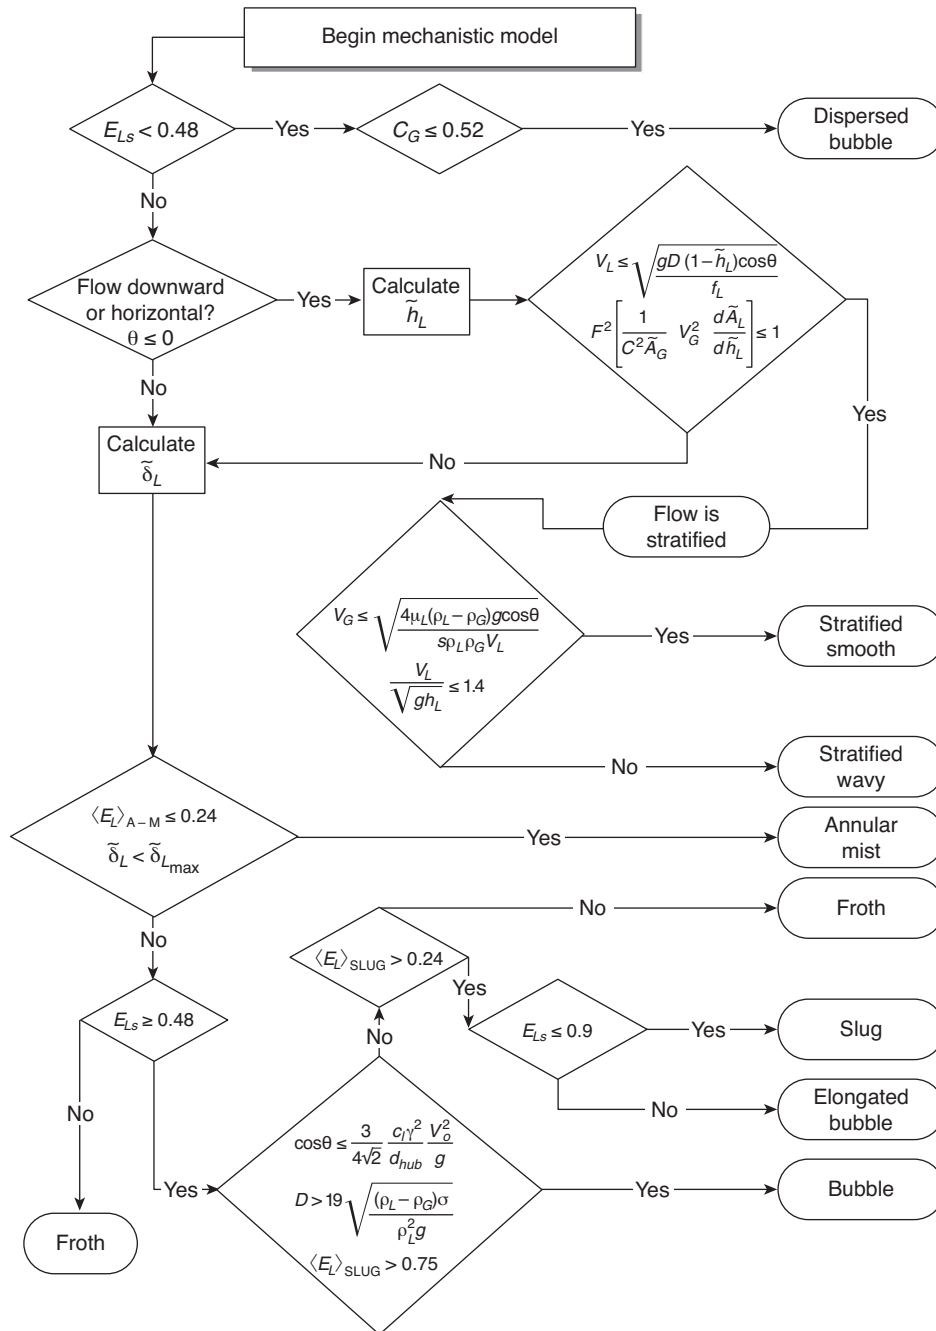 Begin mechanistic model
E_Ls < 0.48
Yes
C_G ≤ 0.52
Yes
Dispersed
bubble
No
Flow downward
or horizontal?
θ ≤ 0
Yes
Calculate
h̃_L
V_L ≤ √(gD (1 – h̃_L)cosθ / f_L)
F² [ 1 / (C² Ã_G) V_G² dÃ_L / dh̃_L ] ≤ 1
No
Yes
Calculate
δ̃_L
No
Flow is
stratified
V_G ≤ √(4μ_L(ρ_L – ρ_G)gcosθ / (sρ_Lρ_GV_L))
V_L / √(gh_L) ≤ 1.4
Yes
Stratified
smooth
No
Stratified
wavy
⟨E_L⟩_A – M ≤ 0.24
δ̃_L < δ̃_L_max
Yes
Annular
mist
No
No
Froth
⟨E_L⟩_SLUG > 0.24
Yes
E_Ls ≥ 0.48
E_Ls ≤ 0.9
Yes
Slug
No
No
No
Elongated
bubble
cosθ ≤ 3 / (4√2) c_lγ² / d_hub V_o² / g
Yes
D > 19 √((ρ_L – ρ_G)σ / (ρ_L² g))
Yes
Bubble
⟨E_L⟩_SLUG > 0.75
Froth